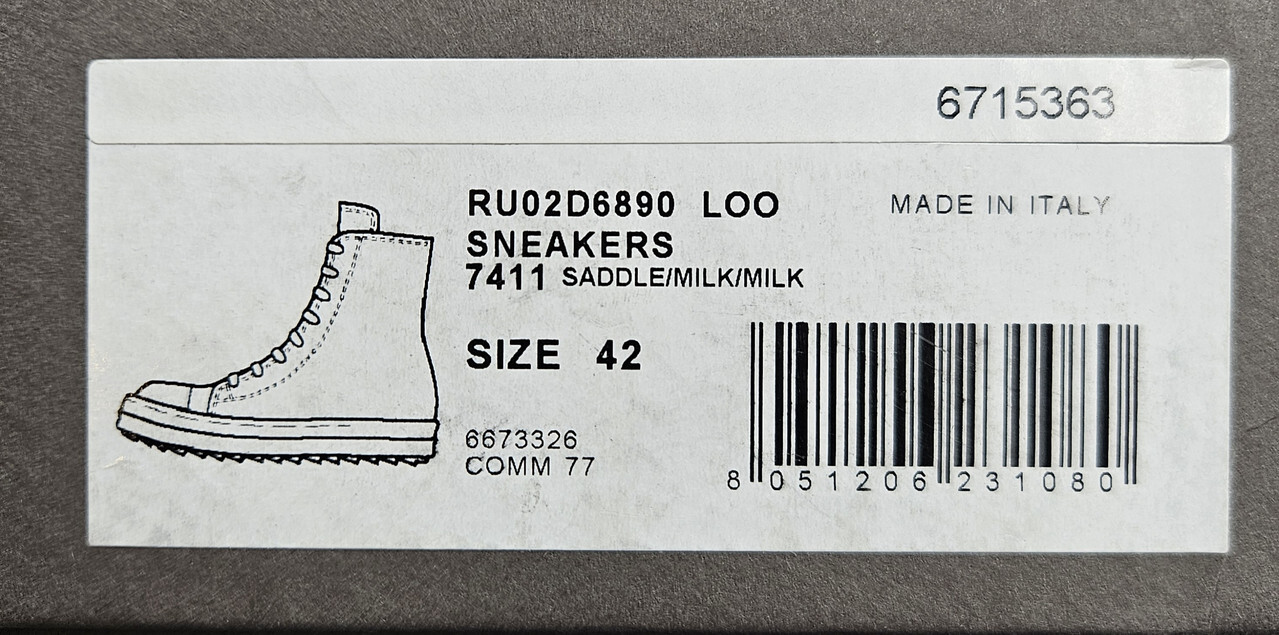 6715363
RU02D6890 LOO
MADE IN ITALY
SNEAKERS
7411 SADDLE/MILK/MILK
SIZE 42
6673326
COMM 77
8 051206 231080